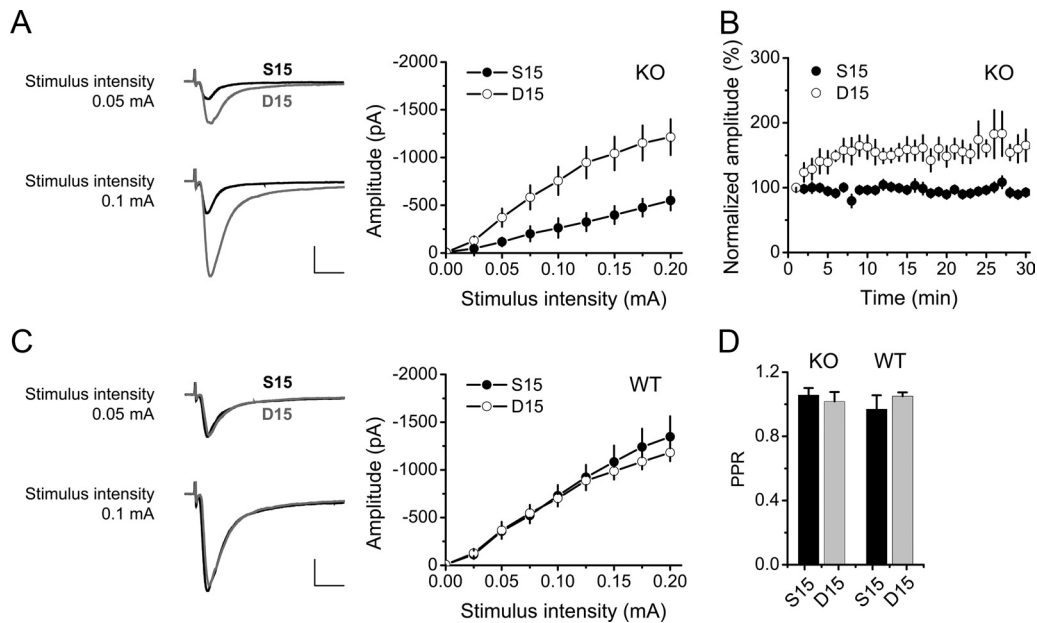 A
Stimulus intensity
0.05 mA
S15
D15
Stimulus intensity
0.1 mA
-2000
-1500
-1000
-500
0
0.00
0.05
0.10
0.15
0.20
Amplitude (pA)
Stimulus intensity (mA)
S15
D15
KO
B
300
200
100
0
0
5
10
15
20
25
30
Normalized amplitude (%)
Time (min)
S15
D15
KO
C
Stimulus intensity
0.05 mA
S15
D15
Stimulus intensity
0.1 mA
-2000
-1500
-1000
-500
0
0.00
0.05
0.10
0.15
0.20
Amplitude (pA)
Stimulus intensity (mA)
S15
D15
WT
D
KO
WT
1.2
0.8
0.4
0.0
PPR
S15
D15
S15
D15